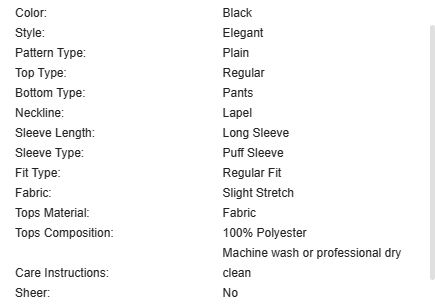 Color: Black
Style: Elegant
Pattern Type: Plain
Top Type: Regular
Bottom Type: Pants
Neckline: Lapel
Sleeve Length: Long Sleeve
Sleeve Type: Puff Sleeve
Fit Type: Regular Fit
Fabric: Slight Stretch
Tops Material: Fabric
Tops Composition: 100% Polyester
Machine wash or professional dry
Care Instructions: clean
Sheer: No